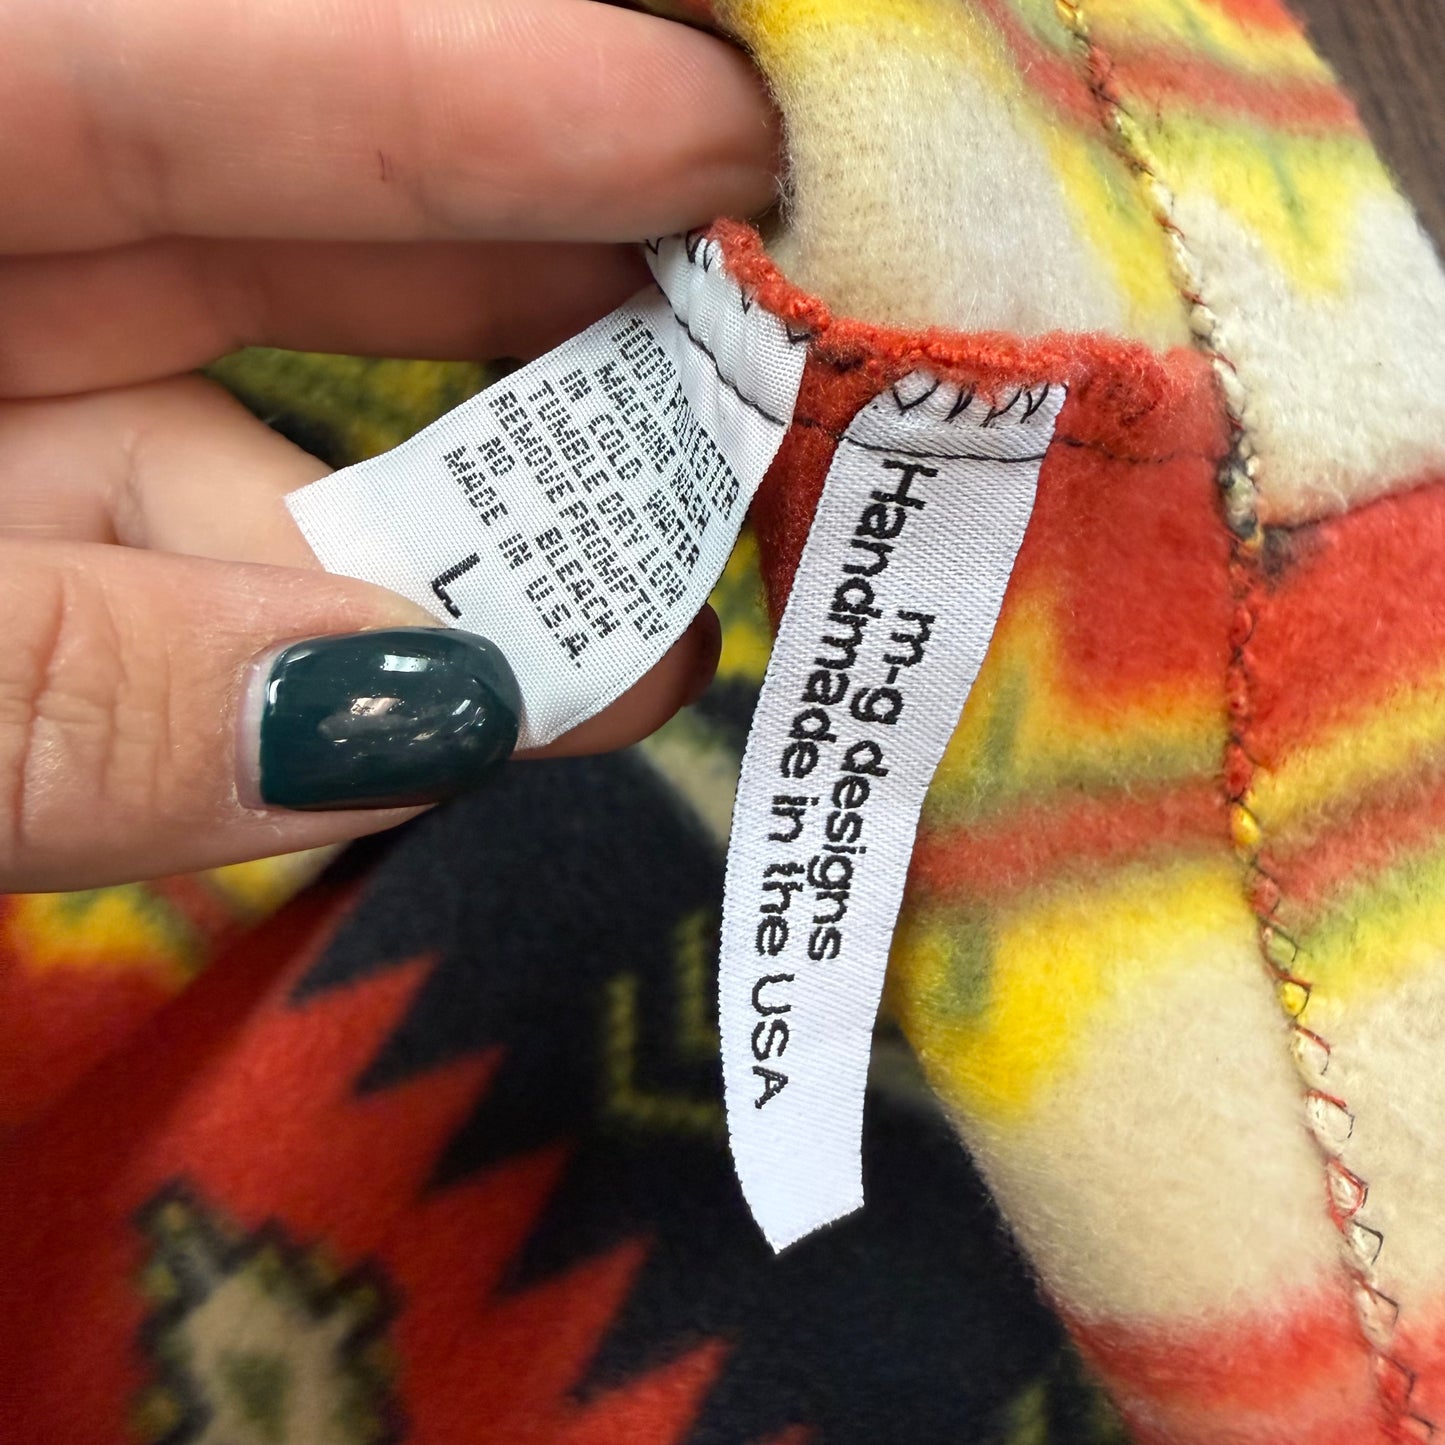 100% POLYESTER
MACHINE WASH
IN COLD WATER
TUMBLE DRY LOW
REMOVE PROMPTLY
NO BLEACH
MADE IN U.S.A.
L
m-g designs
Handmade in the USA